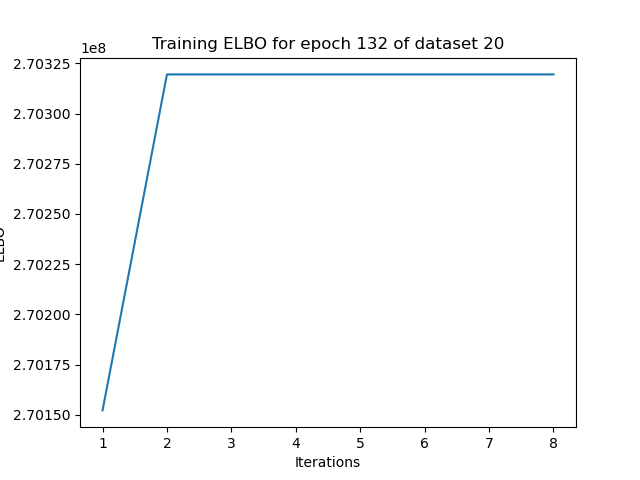 Training ELBO for epoch 132 of dataset 20
1e8
2.70325
2.70300
2.70275
2.70250
2.70225
2.70200
2.70175
2.70150
ELBO
1 2 3 4 5 6 7 8
Iterations